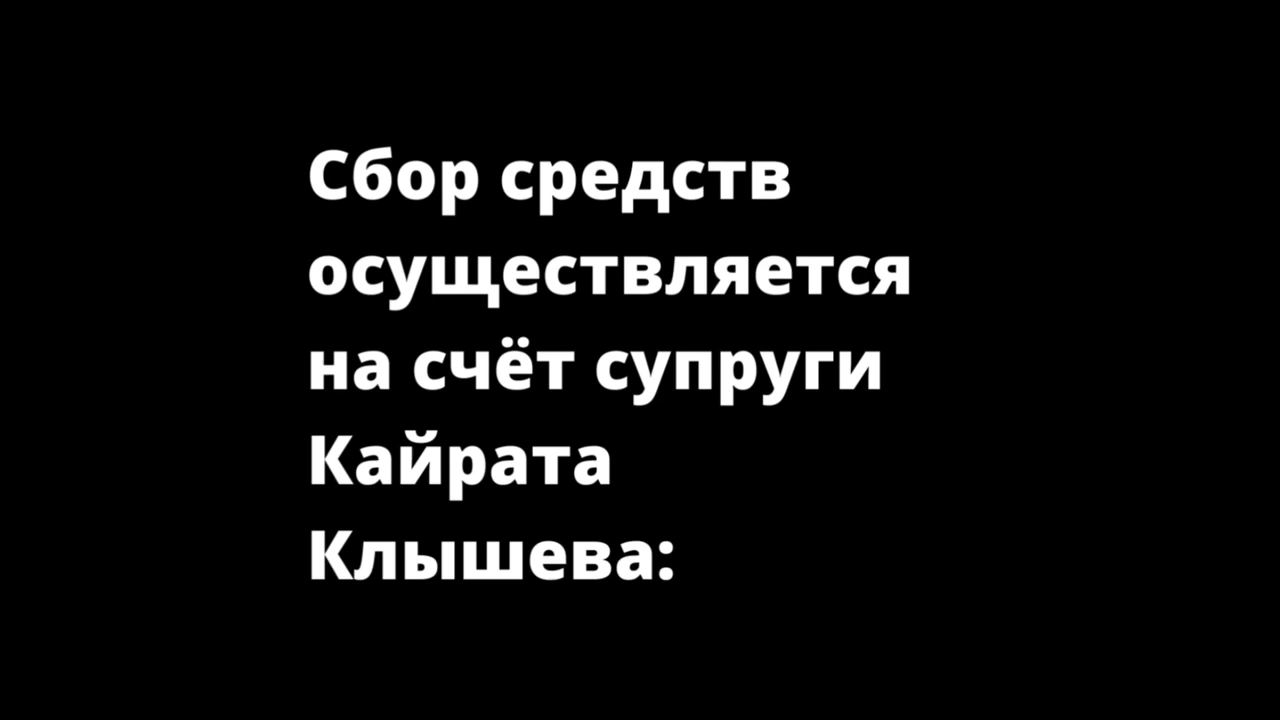 Сбор средств
осуществляется
на счёт супруги
Кайрата
Клышева: